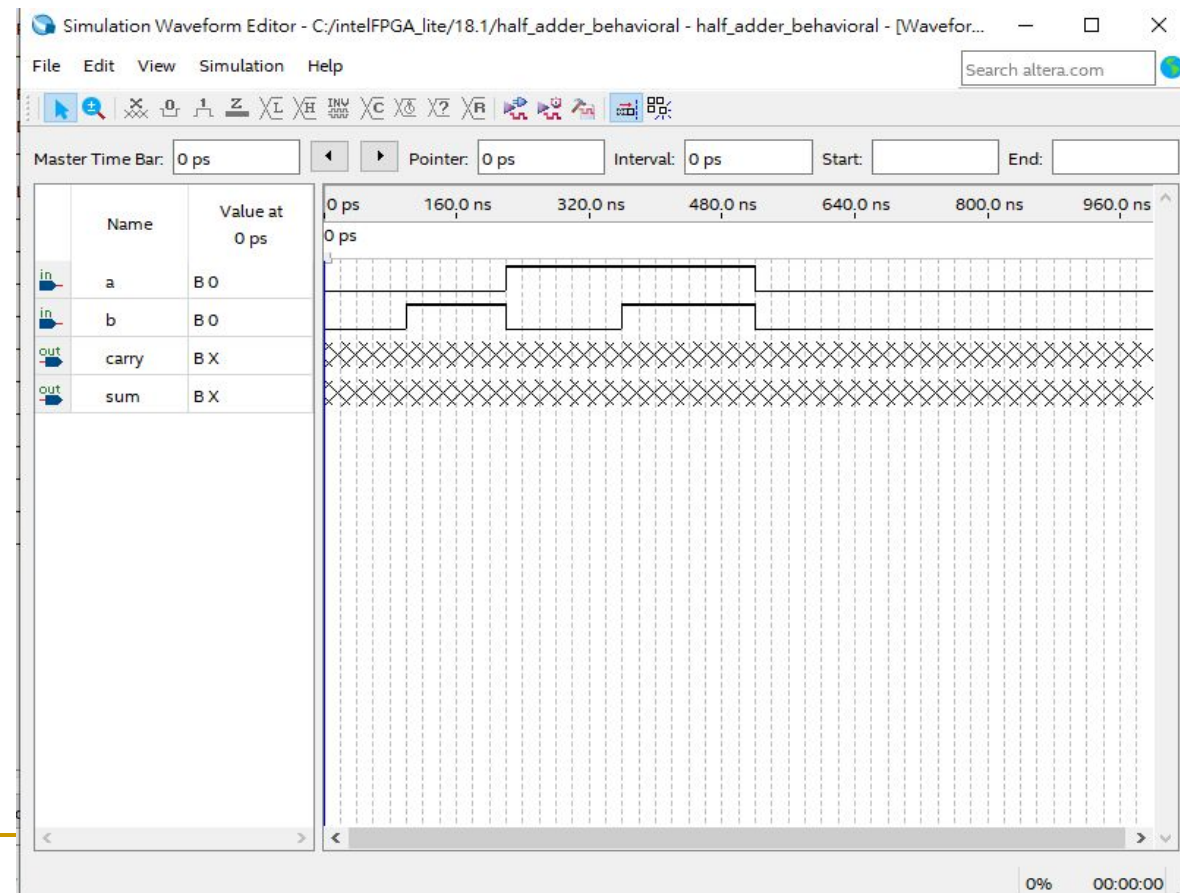 Simulation Waveform Editor - C:/intelFPGA_lite/18.1/half_adder_behavioral - half_adder_behavioral - [Wavefor...
File Edit View Simulation Help
Search altera.com
Master Time Bar: 0 ps Pointer: 0 ps Interval: 0 ps Start: End:
Name Value at 0 ps
0 ps 160.0 ns 320.0 ns 480.0 ns 640.0 ns 800.0 ns 960.0 ns
0 ps
in a B 0
in b B 0
out carry B X
out sum B X
0% 00:00:00